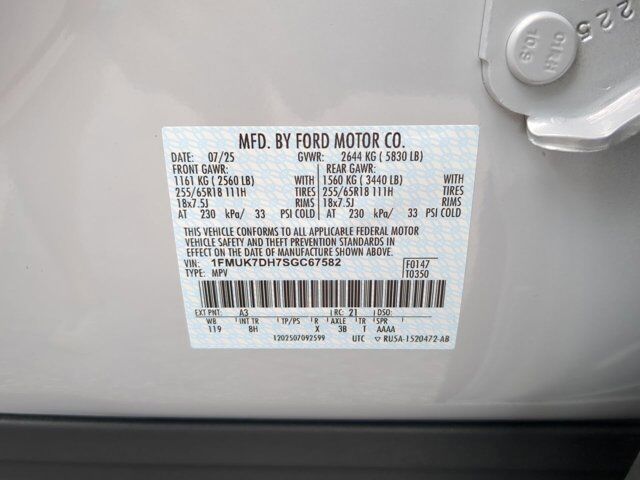 225
01RH
10.9
MFD. BY FORD MOTOR CO.
DATE: 07/25 GVWR: 2644 KG ( 5830 LB)
FRONT GAWR: REAR GAWR:
1161 KG ( 2560 LB) WITH 1560 KG ( 3440 LB) WITH
255/65R18 111H TIRES 255/65R18 111H TIRES
18x7.5J RIMS 18x7.5J RIMS
AT 230 kPa/ 33 PSI COLD AT 230 kPa/ 33 PSI COLD
THIS VEHICLE CONFORMS TO ALL APPLICABLE FEDERAL MOTOR
VEHICLE SAFETY AND THEFT PREVENTION STANDARDS IN
EFFECT ON THE DATE OF MANUFACTURE SHOWN ABOVE.
VIN: 1FMUK7DH7SGC67582 F0147
TYPE: MPV T0350
EXT PNT: A3 RC: 21 DSO:
WB INT TR TP/PS R AXLE TR SPR
119 8H X 3B T AAAA
1202507092599 UTC ▽ RU5A-1520472-AB